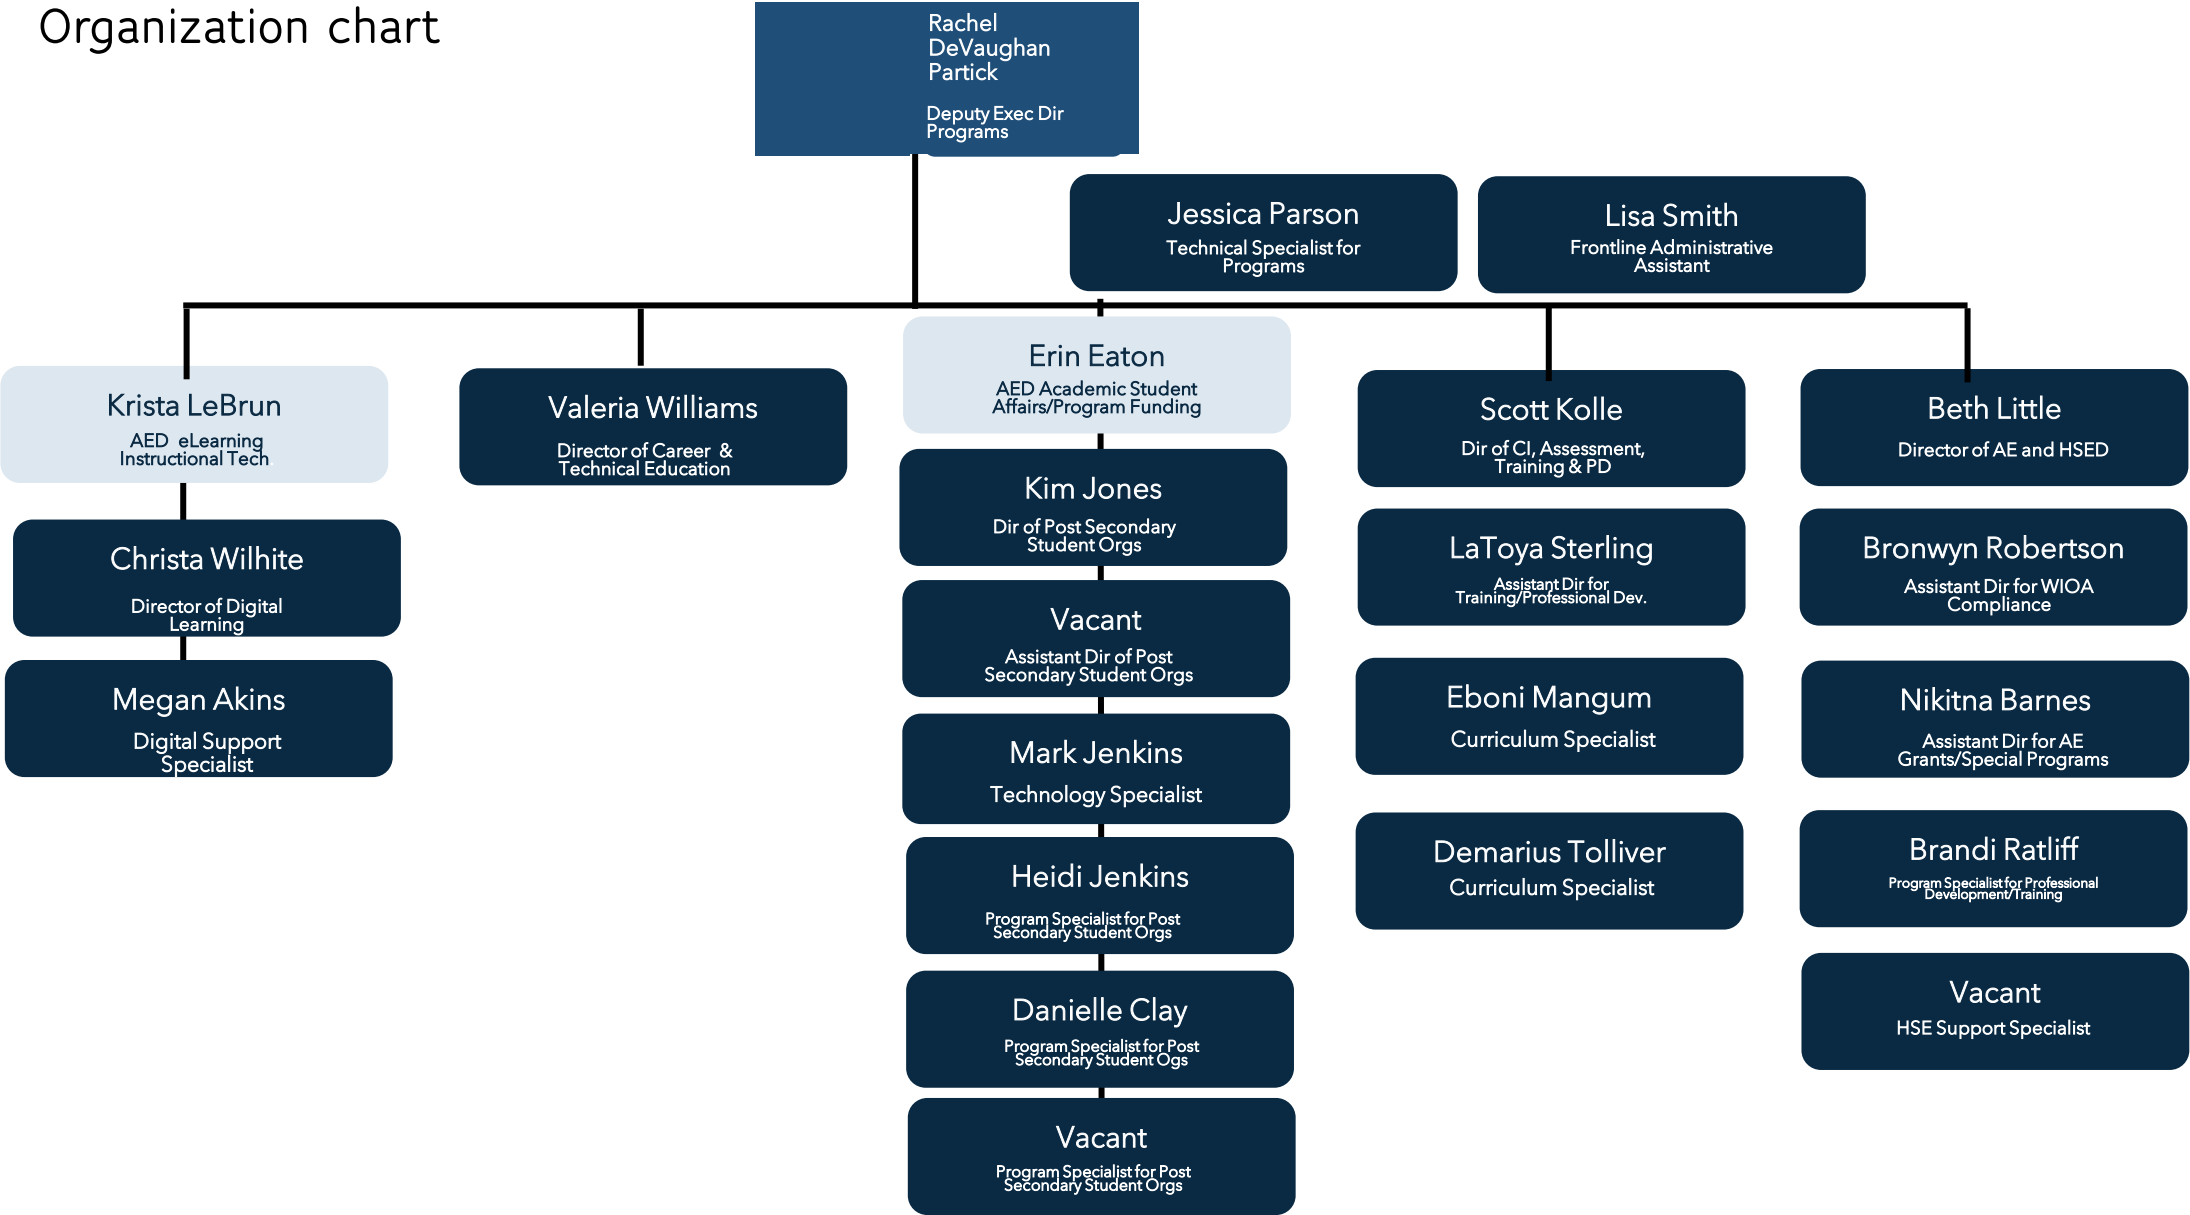 Organization chart
Rachel
DeVaughan
Partick
Deputy Exec Dir
Programs
Jessica Parson
Technical Specialist for
Programs
Lisa Smith
Frontline Administrative
Assistant
Krista LeBrun
AED  eLearning
Instructional Tech
Christa Wilhite
Director of Digital
Learning
Megan Akins
Digital Support
Specialist
Valeria Williams
Director of Career  &
Technical Education
Erin Eaton
AED Academic Student
Affairs/Program Funding
Kim Jones
Dir of Post Secondary
Student Orgs
Vacant
Assistant Dir of Post
Secondary Student Orgs
Mark Jenkins
Technology Specialist
Heidi Jenkins
Program Specialist for Post
Secondary Student Orgs
Danielle Clay
Program Specialist for Post
Secondary Student Ogs
Vacant
Program Specialist for Post
Secondary Student Orgs
Scott Kolle
Dir of CI, Assessment,
Training & PD
LaToya Sterling
Assistant Dir for
Training/Professional Dev.
Eboni Mangum
Curriculum Specialist
Demarius Tolliver
Curriculum Specialist
Beth Little
Director of AE and HSED
Bronwyn Robertson
Assistant Dir for WIOA
Compliance
Nikitna Barnes
Assistant Dir for AE
Grants/Special Programs
Brandi Ratliff
Program Specialist for Professional
Development/Training
Vacant
HSE Support Specialist